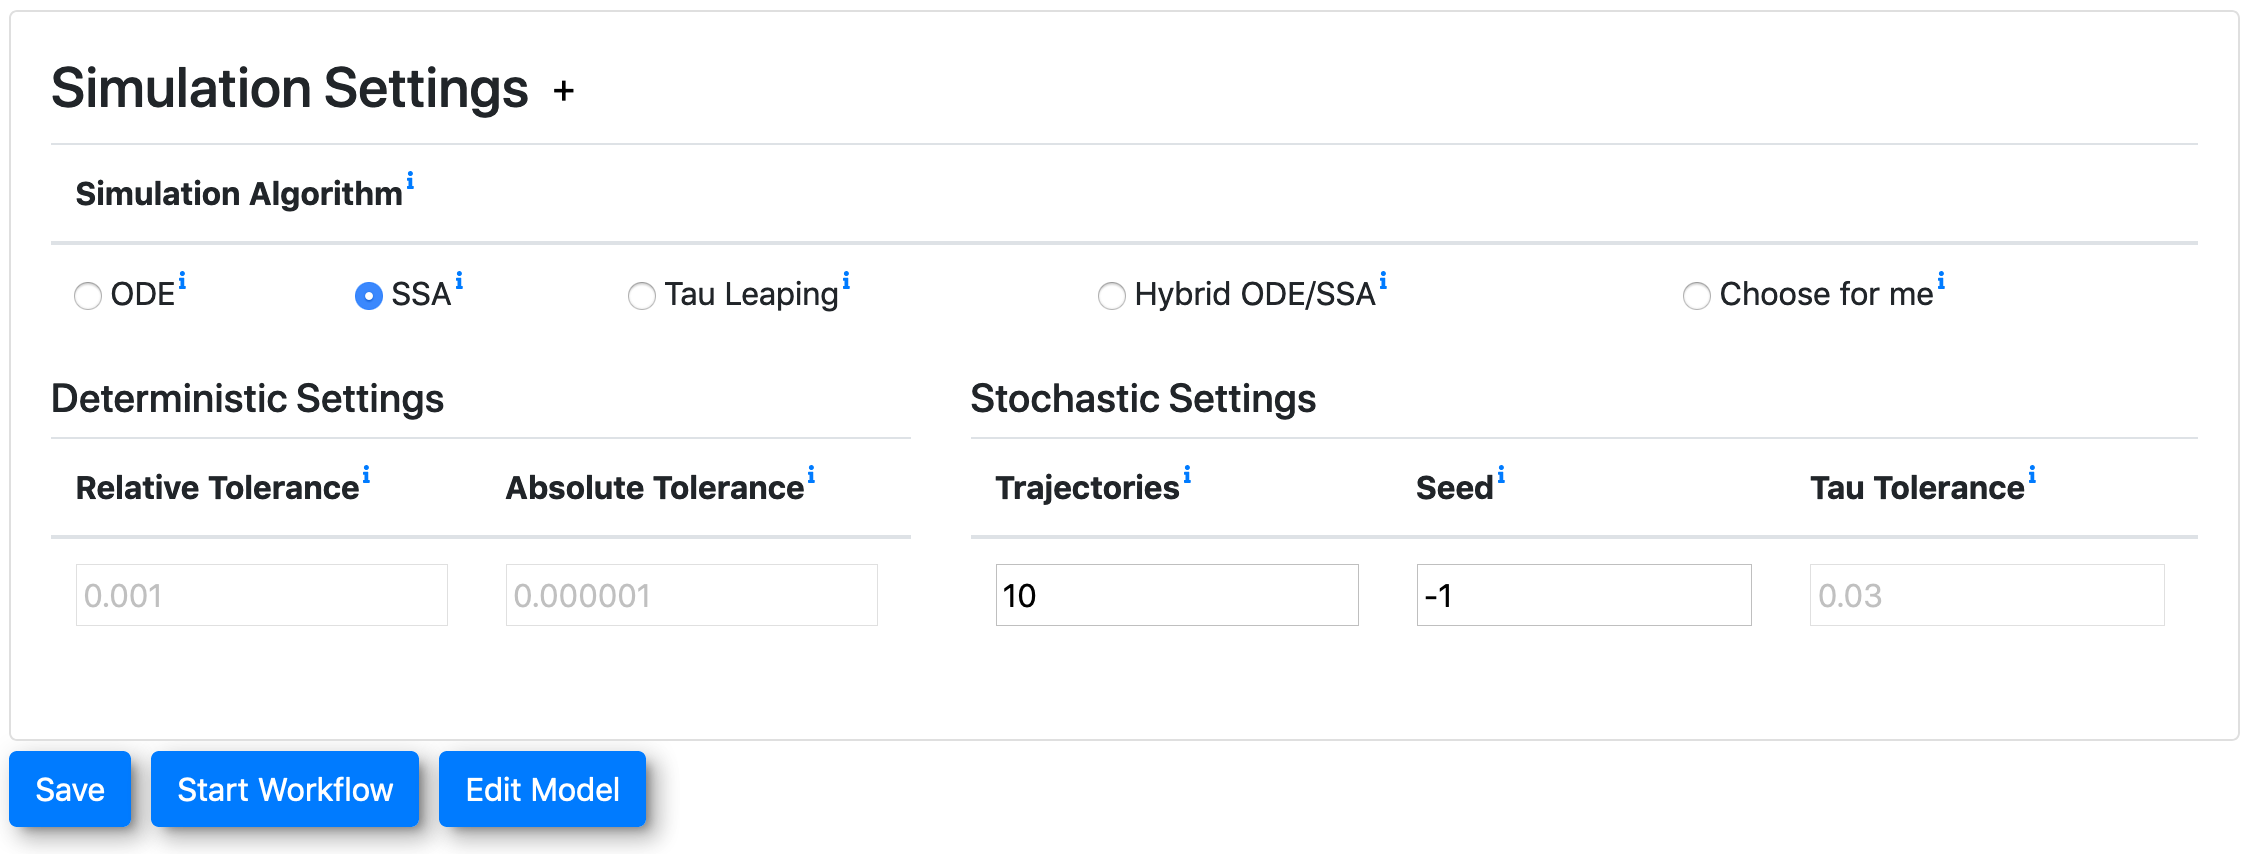 Simulation Settings +
Simulation Algorithm i
ODE i SSA i Tau Leaping i Hybrid ODE/SSA i Choose for me i
Deterministic Settings
Relative Tolerance i Absolute Tolerance i
0.001 0.000001
Stochastic Settings
Trajectories i Seed i Tau Tolerance i
10 -1 0.03
Save Start Workflow Edit Model